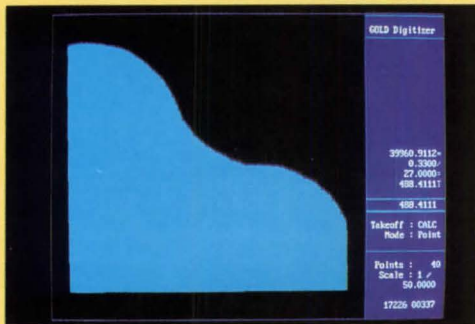 GOLD Digitizer
39960.9112×
0.3300/
27.0000=
488.4111T
488.4111
Takeoff : CALC
Mode : Point
Points : 40
Scale : 1 /
50.0000
17226 00337